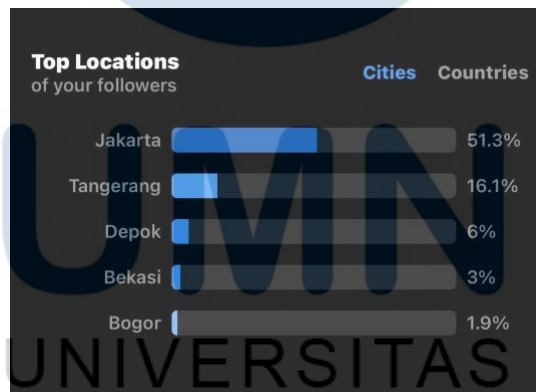 Top Locations
of your followers
Cities Countries
Jakarta 51.3%
Tangerang 16.1%
Depok 6%
Bekasi 3%
Bogor 1.9%
UMN
UNIVERSITAS